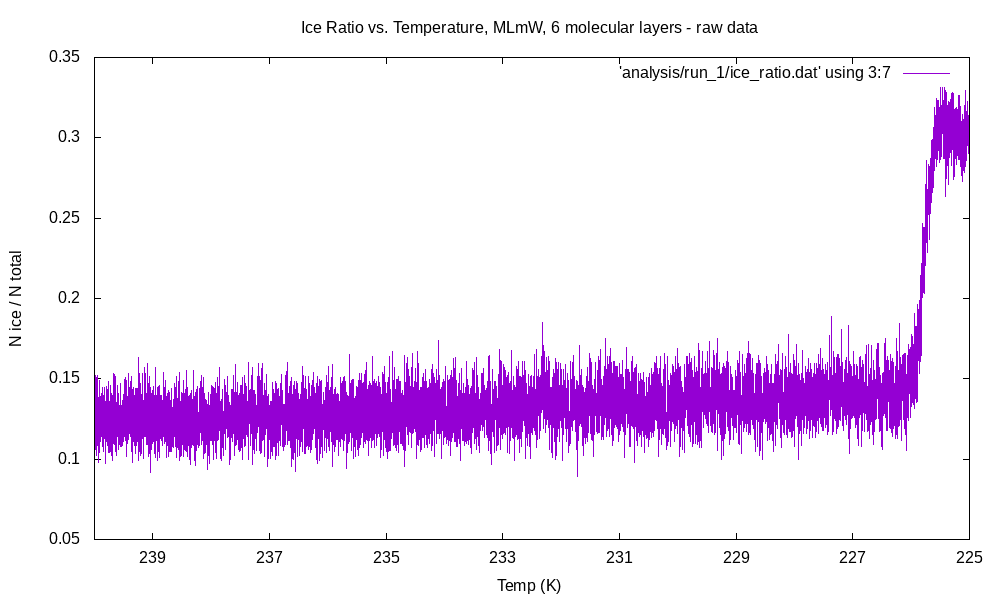 Ice Ratio vs. Temperature, MLmW, 6 molecular layers - raw data
'analysis/run_1/ice_ratio.dat' using 3:7
0.35
0.3
0.25
0.2
0.15
0.1
0.05
N ice / N total
239 237 235 233 231 229 227 225
Temp (K)